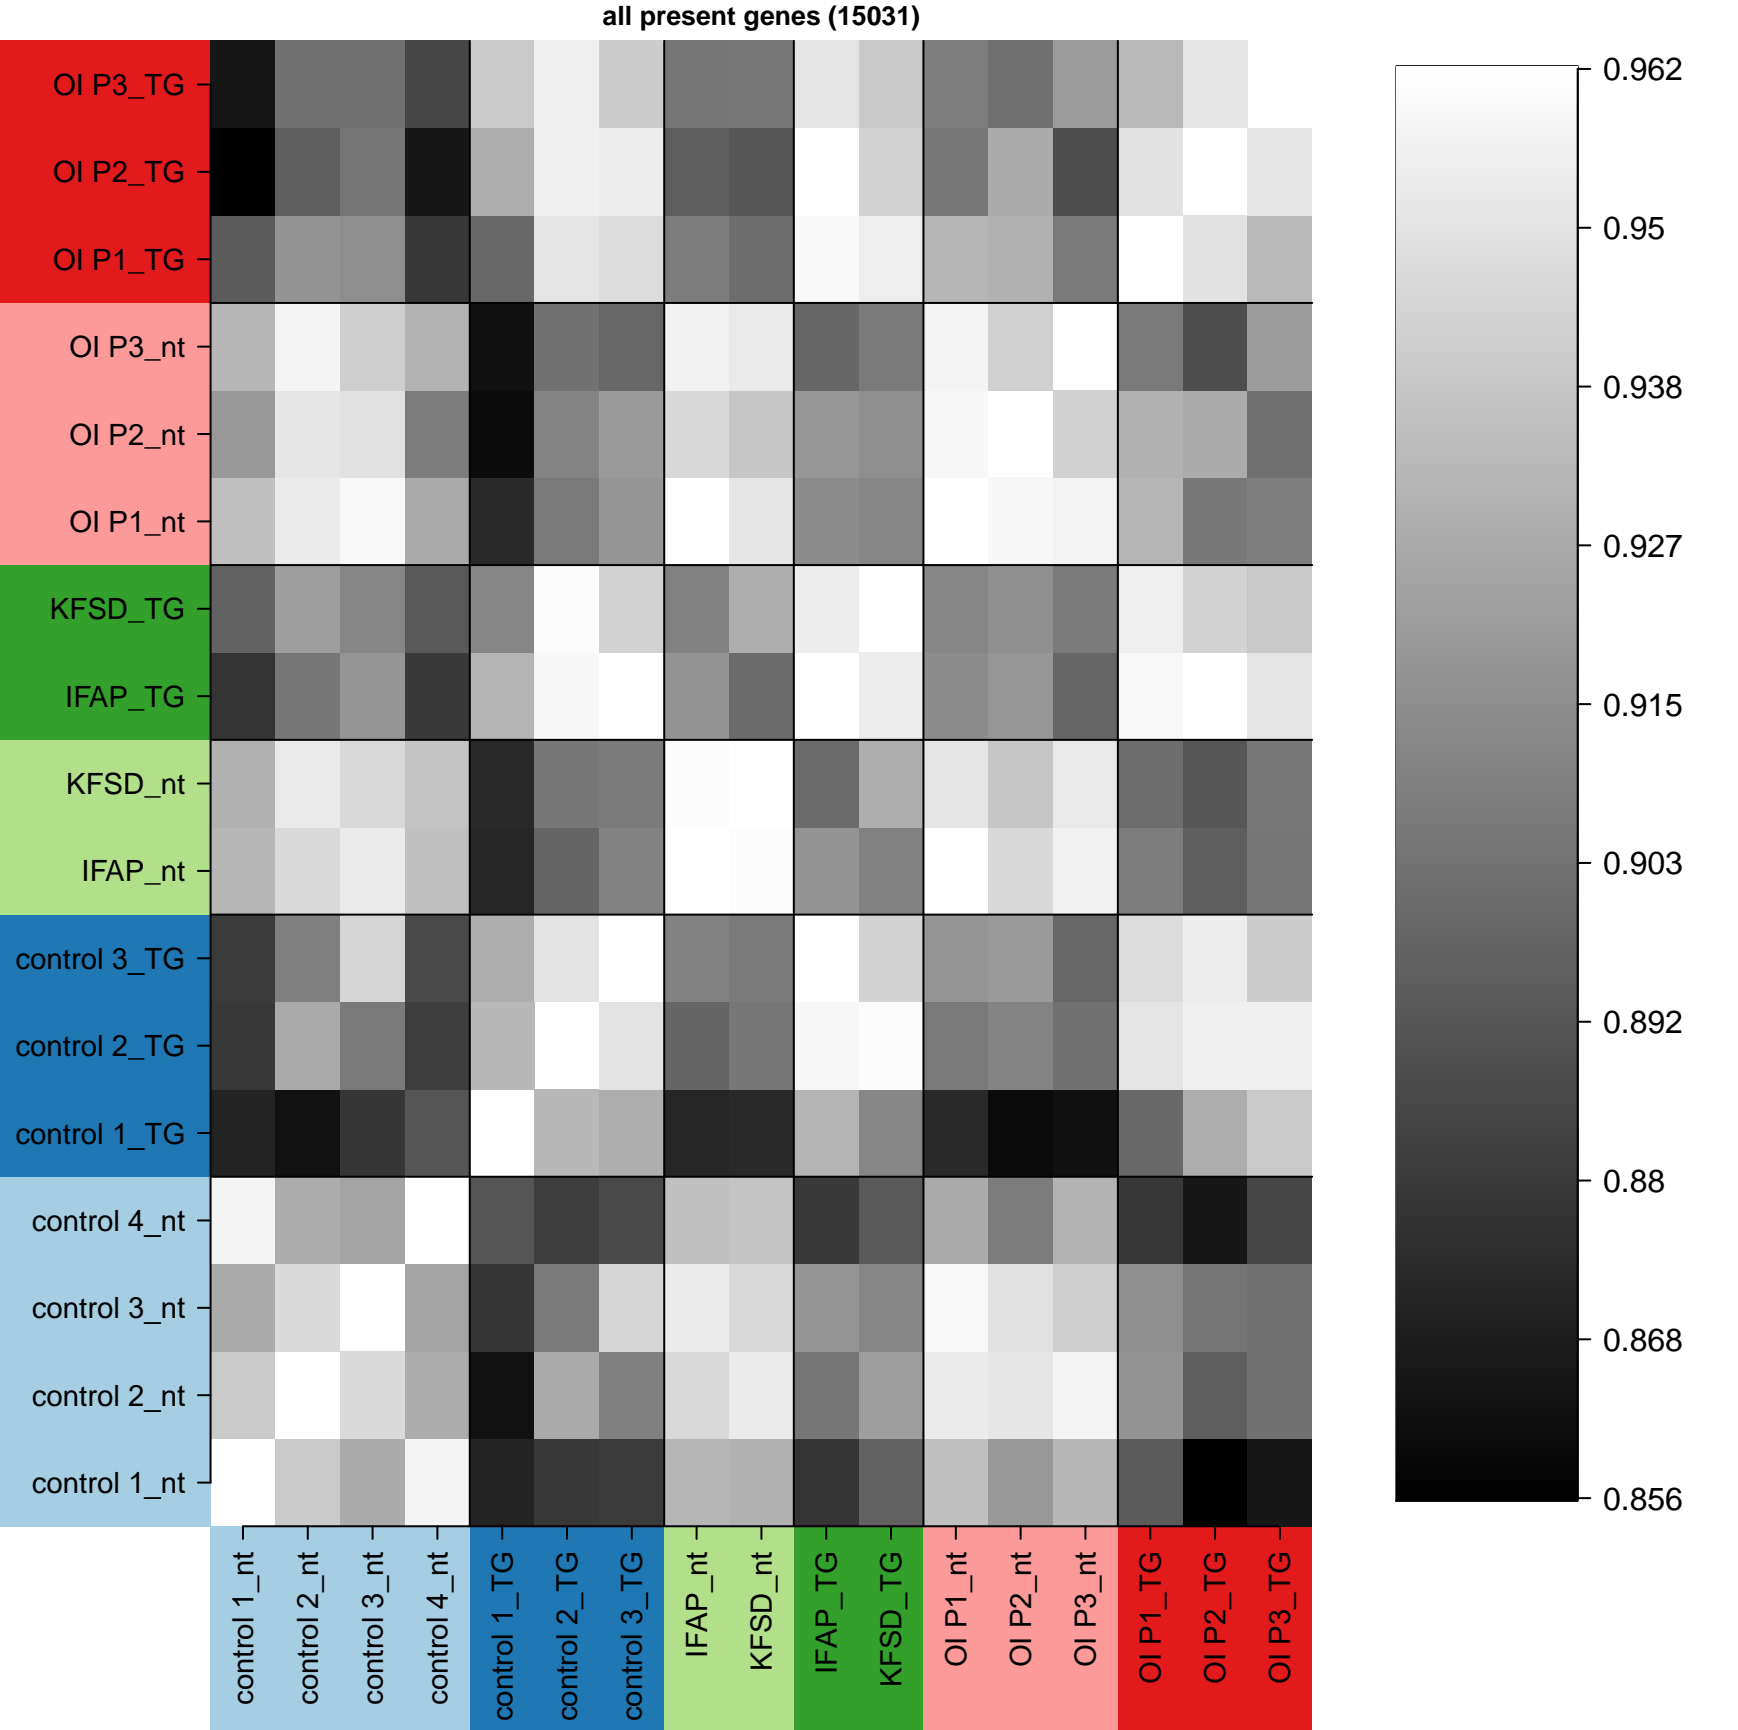 all present genes (15031)
OI P3_TG
OI P2_TG
OI P1_TG
OI P3_nt
OI P2_nt
OI P1_nt
KFSD_TG
IFAP_TG
KFSD_nt
IFAP_nt
control 3_TG
control 2_TG
control 1_TG
control 4_nt
control 3_nt
control 2_nt
control 1_nt
control 1_nt
control 2_nt
control 3_nt
control 4_nt
control 1_TG
control 2_TG
control 3_TG
IFAP_nt
KFSD_nt
IFAP_TG
KFSD_TG
OI P1_nt
OI P2_nt
OI P3_nt
OI P1_TG
OI P2_TG
OI P3_TG
0.962
0.95
0.938
0.927
0.915
0.903
0.892
0.88
0.868
0.856